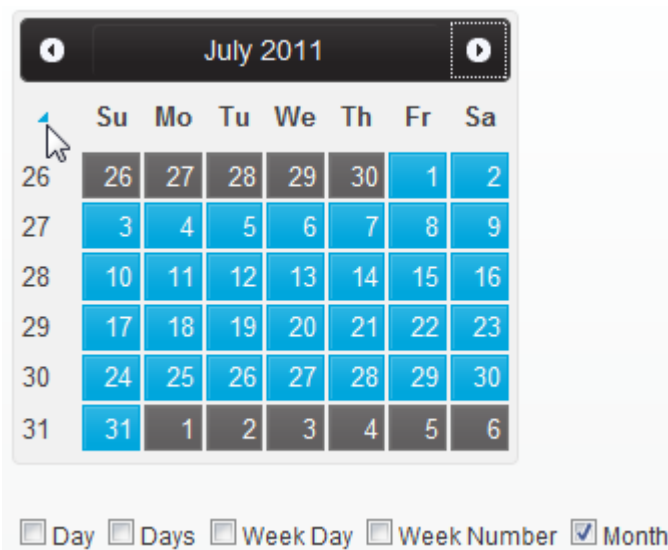 July 2011
Su Mo Tu We Th Fr Sa
26 26 27 28 29 30 1 2
27 3 4 5 6 7 8 9
28 10 11 12 13 14 15 16
29 17 18 19 20 21 22 23
30 24 25 26 27 28 29 30
31 31 1 2 3 4 5 6
Day Days Week Day Week Number Month